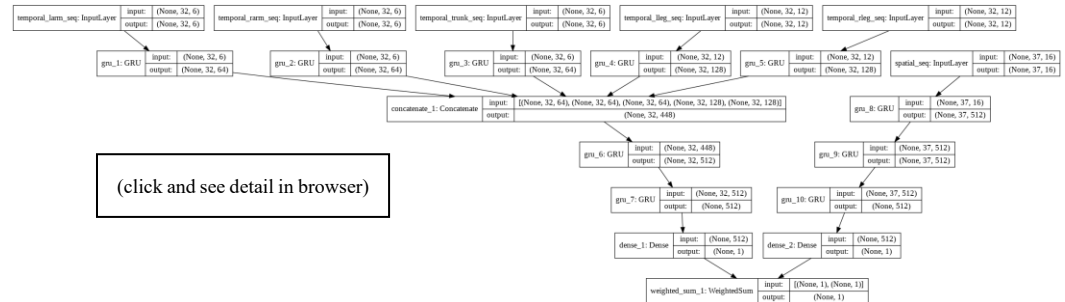 temporal_larm_seq: InputLayer input: (None, 32, 6) output: (None, 32, 6)
temporal_rarm_seq: InputLayer input: (None, 32, 6) output: (None, 32, 6)
temporal_trunk_seq: InputLayer input: (None, 32, 6) output: (None, 32, 6)
temporal_lleg_seq: InputLayer input: (None, 32, 12) output: (None, 32, 12)
temporal_rleg_seq: InputLayer input: (None, 32, 12) output: (None, 32, 12)
gru_1: GRU input: (None, 32, 6) output: (None, 32, 64)
gru_2: GRU input: (None, 32, 6) output: (None, 32, 64)
gru_3: GRU input: (None, 32, 6) output: (None, 32, 64)
gru_4: GRU input: (None, 32, 12) output: (None, 32, 128)
gru_5: GRU input: (None, 32, 12) output: (None, 32, 128)
spatial_seq: InputLayer input: (None, 37, 16) output: (None, 37, 16)
concatenate_1: Concatenate input: [(None, 32, 64), (None, 32, 64), (None, 32, 64), (None, 32, 128), (None, 32, 128)] output: (None, 32, 448)
gru_8: GRU input: (None, 37, 16) output: (None, 37, 512)
gru_6: GRU input: (None, 32, 448) output: (None, 32, 512)
gru_9: GRU input: (None, 37, 512) output: (None, 37, 512)
(click and see detail in browser)
gru_7: GRU input: (None, 32, 512) output: (None, 512)
gru_10: GRU input: (None, 37, 512) output: (None, 512)
dense_1: Dense input: (None, 512) output: (None, 1)
dense_2: Dense input: (None, 512) output: (None, 1)
weighted_sum_1: WeightedSum input: [(None, 1), (None, 1)] output: (None, 1)